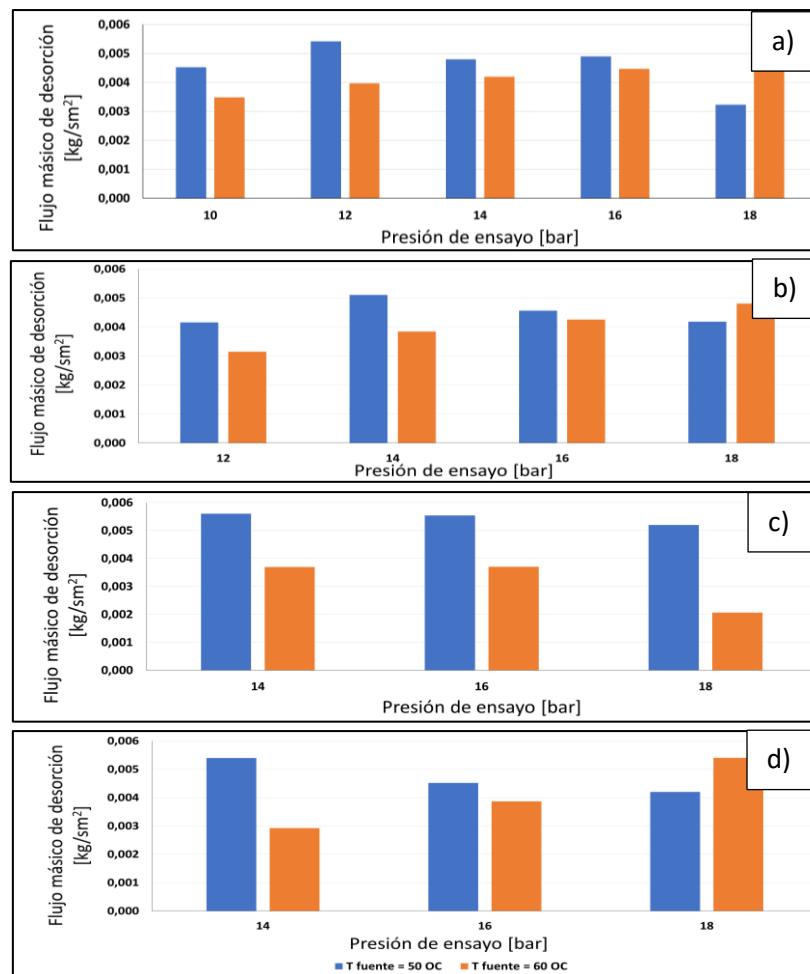 a)
Flujo másico de desorción
[kg/sm²]
0,006
0,005
0,004
0,003
0,002
0,001
0,000
10 12 14 16 18
Presión de ensayo [bar]
b)
Flujo másico de desorción
[kg/sm²]
0,006
0,005
0,004
0,003
0,002
0,001
0,000
12 14 16 18
Presión de ensayo [bar]
c)
Flujo másico de desorción
[kg/sm²]
0,006
0,005
0,004
0,003
0,002
0,001
0,000
14 16 18
Presión de ensayo [bar]
d)
Flujo másico de desorción
[kg/sm²]
0,006
0,005
0,004
0,003
0,002
0,001
0,000
14 16 18
Presión de ensayo [bar]
T fuente = 50 OC T fuente = 60 OC